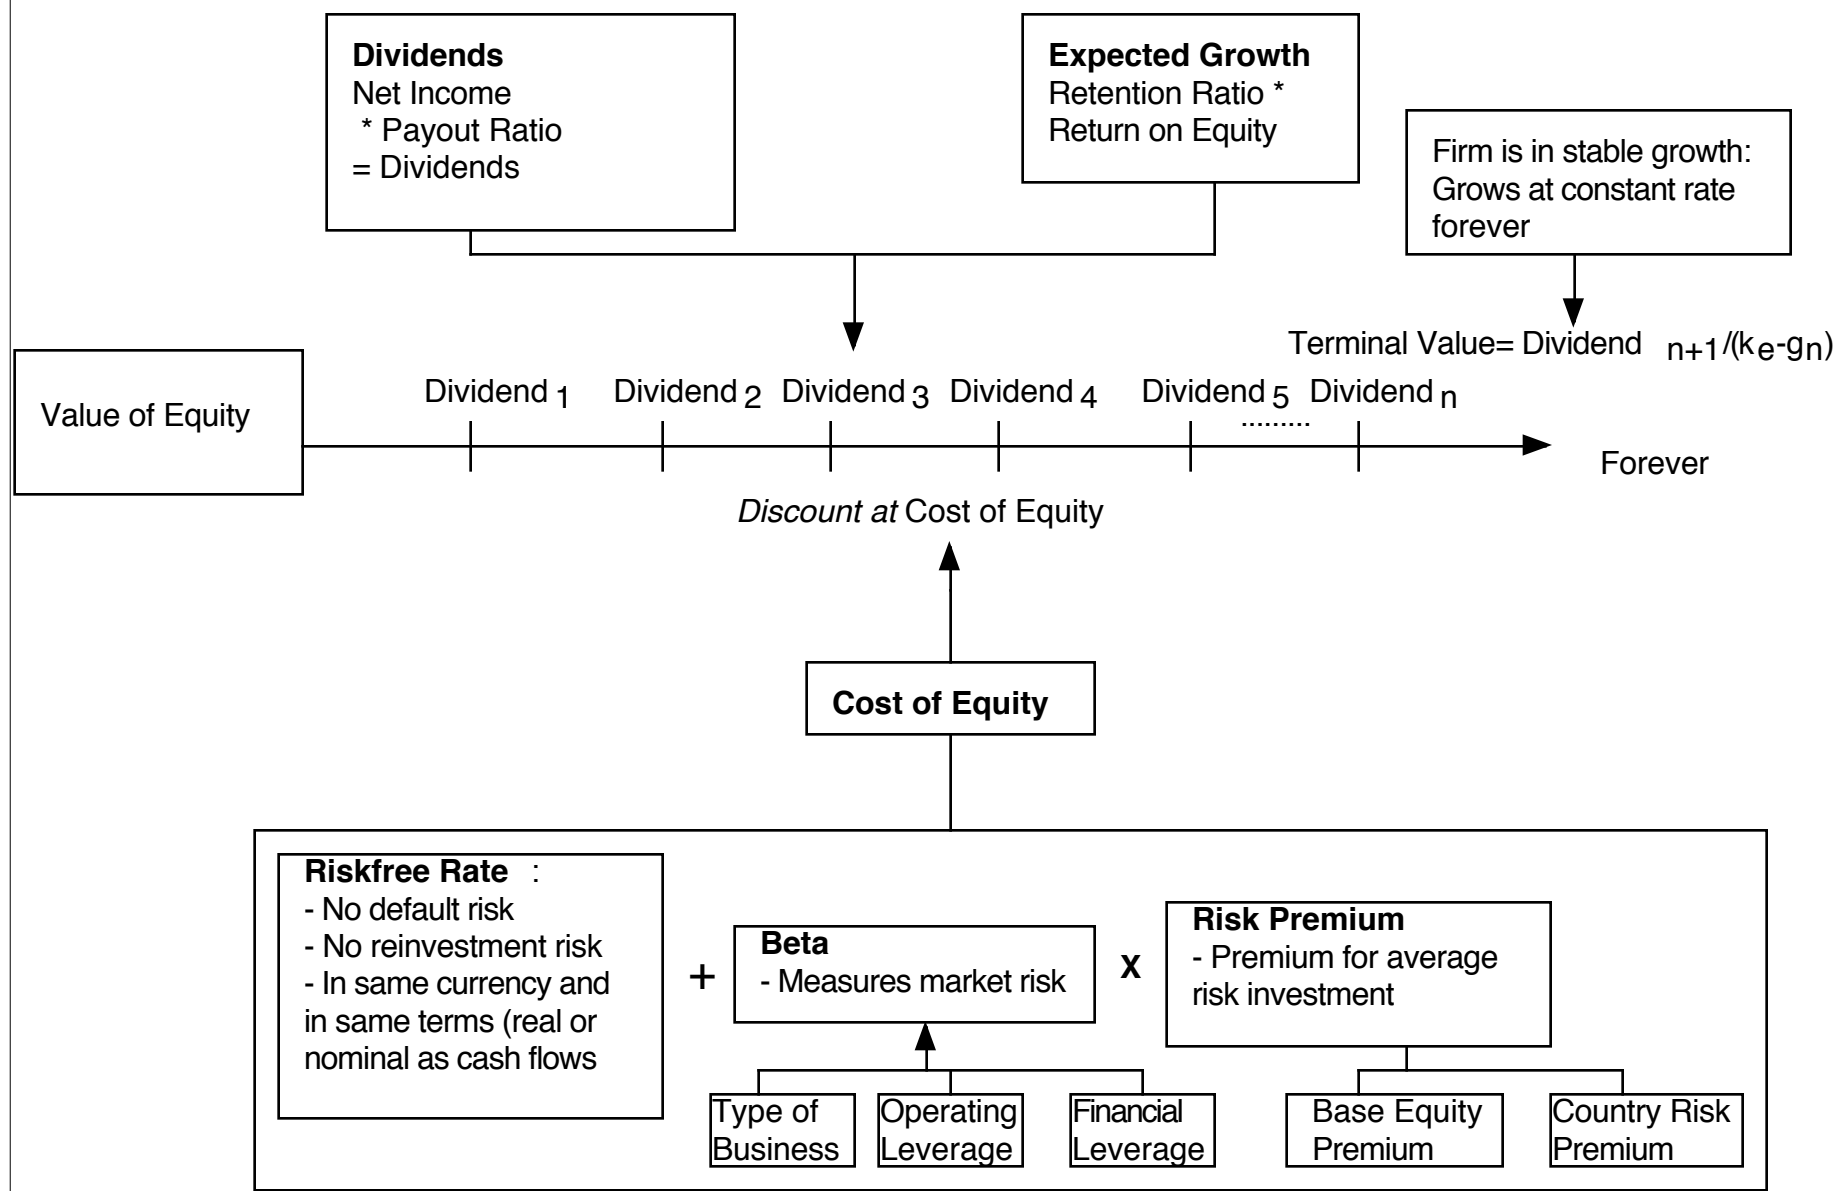 Dividends
Net Income
* Payout Ratio
= Dividends
Expected Growth
Retention Ratio *
Return on Equity
Firm is in stable growth:
Grows at constant rate
forever
Terminal Value= Dividend n+1/(ke-gn)
Value of Equity
Dividend 1 Dividend 2 Dividend 3 Dividend 4 Dividend 5 Dividend n
.........
Forever
Discount at Cost of Equity
Cost of Equity
Riskfree Rate :
- No default risk
- No reinvestment risk
- In same currency and
in same terms (real or
nominal as cash flows
+
Beta
- Measures market risk
X
Risk Premium
- Premium for average
risk investment
Type of
Business
Operating
Leverage
Financial
Leverage
Base Equity
Premium
Country Risk
Premium